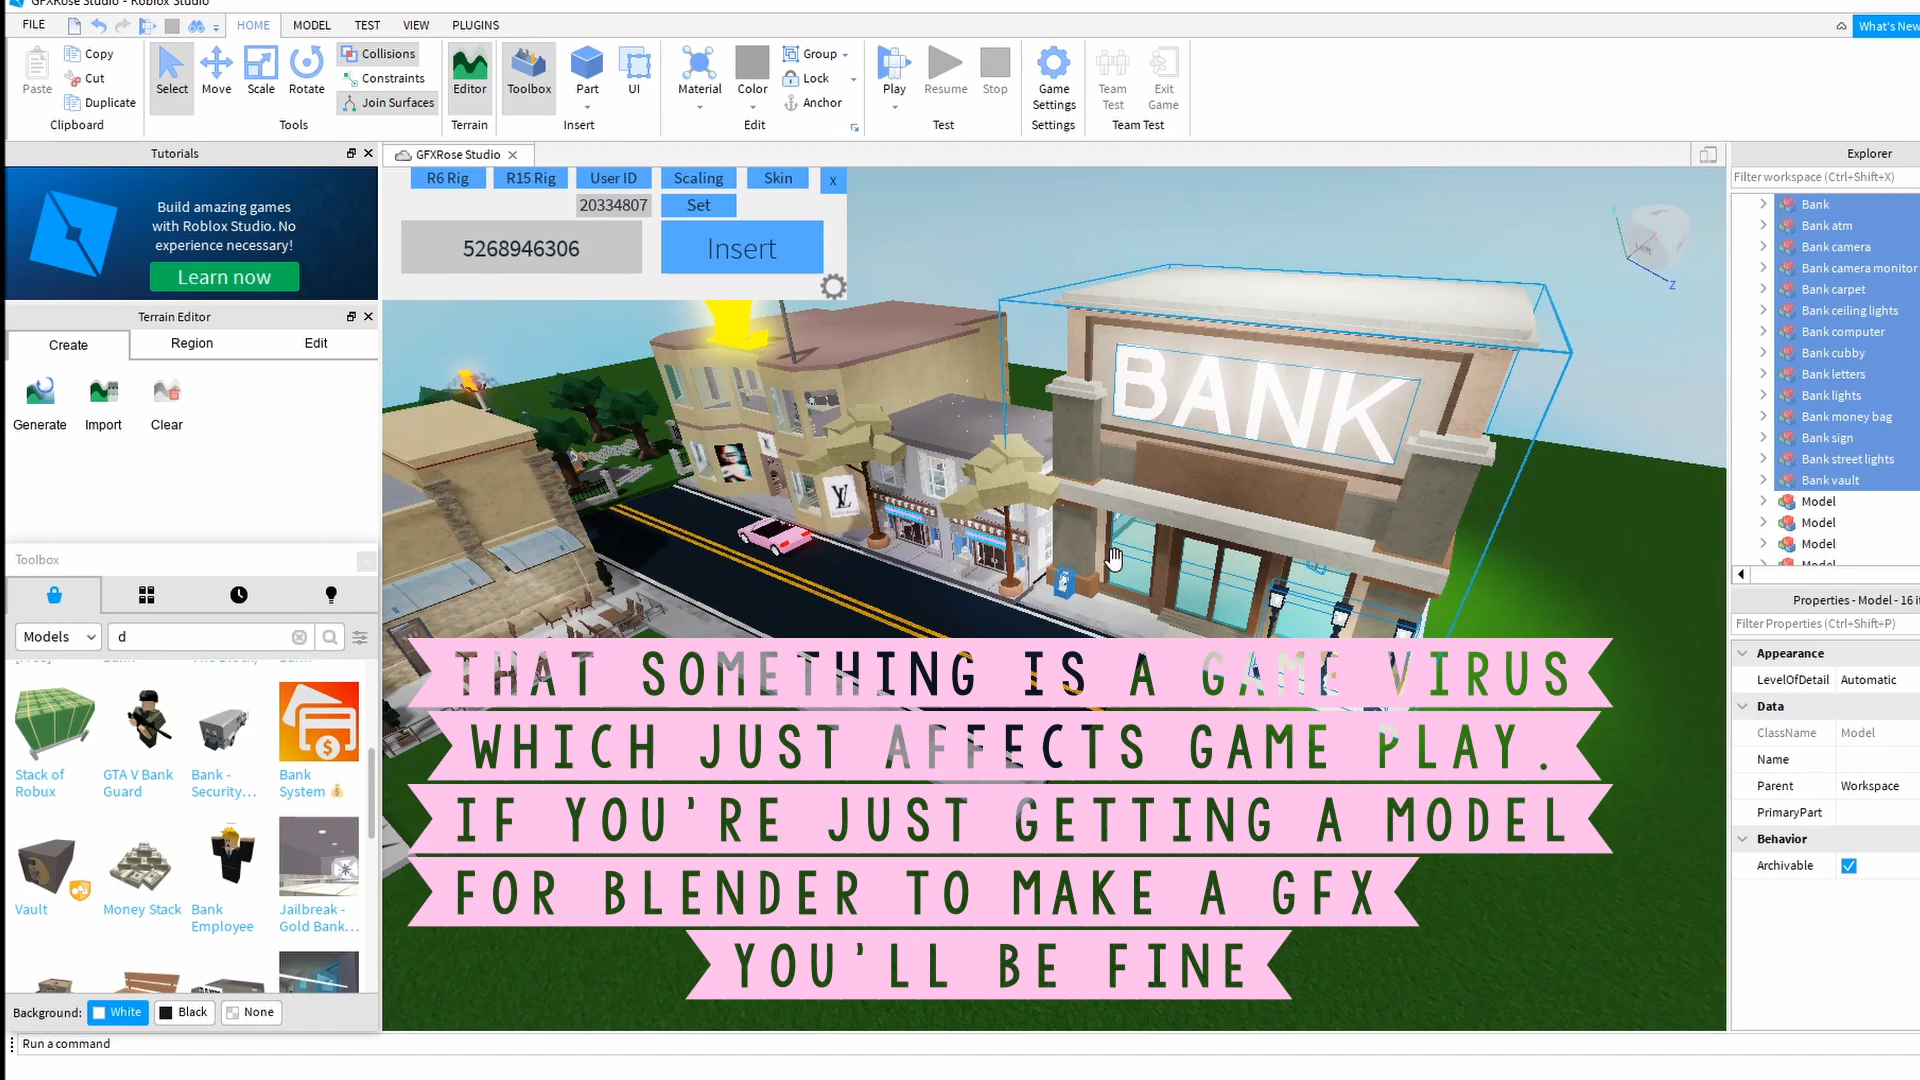 GFXRose Studio - Roblox Studio
FILE
HOME
MODEL
TEST
VIEW
PLUGINS
What's New
Paste
Copy
Cut
Duplicate
Clipboard
Select
Move
Scale
Rotate
Collisions
Constraints
Join Surfaces
Tools
Editor
Terrain
Toolbox
Part
UI
Insert
Material
Color
Group
Lock
Anchor
Edit
Play
Resume
Stop
Test
Game
Settings
Settings
Team
Test
Exit
Game
Team Test
Tutorials
Build amazing games
with Roblox Studio. No
experience necessary!
Learn now
Terrain Editor
Create
Region
Edit
Generate
Import
Clear
Toolbox
Models
d
Stack of
Robux
GTA V Bank
Guard
Bank -
Security...
Bank
System
Vault
Money Stack
Bank
Employee
Jailbreak -
Gold Bank...
Background:
White
Black
None
Run a command
GFXRose Studio
R6 Rig
R15 Rig
User ID
Scaling
Skin
x
20334807
Set
5268946306
Insert
BANK
LV
Z
THAT SOMETHING IS A GAME VIRUS
WHICH JUST AFFECTS GAME PLAY.
IF YOU'RE JUST GETTING A MODEL
FOR BLENDER TO MAKE A GFX
YOU'LL BE FINE
Explorer
Filter workspace (Ctrl+Shift+X)
Bank
Bank atm
Bank camera
Bank camera monitor
Bank carpet
Bank ceiling lights
Bank computer
Bank cubby
Bank letters
Bank lights
Bank money bag
Bank sign
Bank street lights
Bank vault
Model
Model
Model
Properties - Model - 16 it
Filter Properties (Ctrl+Shift+P)
Appearance
LevelOfDetail
Automatic
Data
ClassName
Model
Name
Parent
Workspace
PrimaryPart
Behavior
Archivable